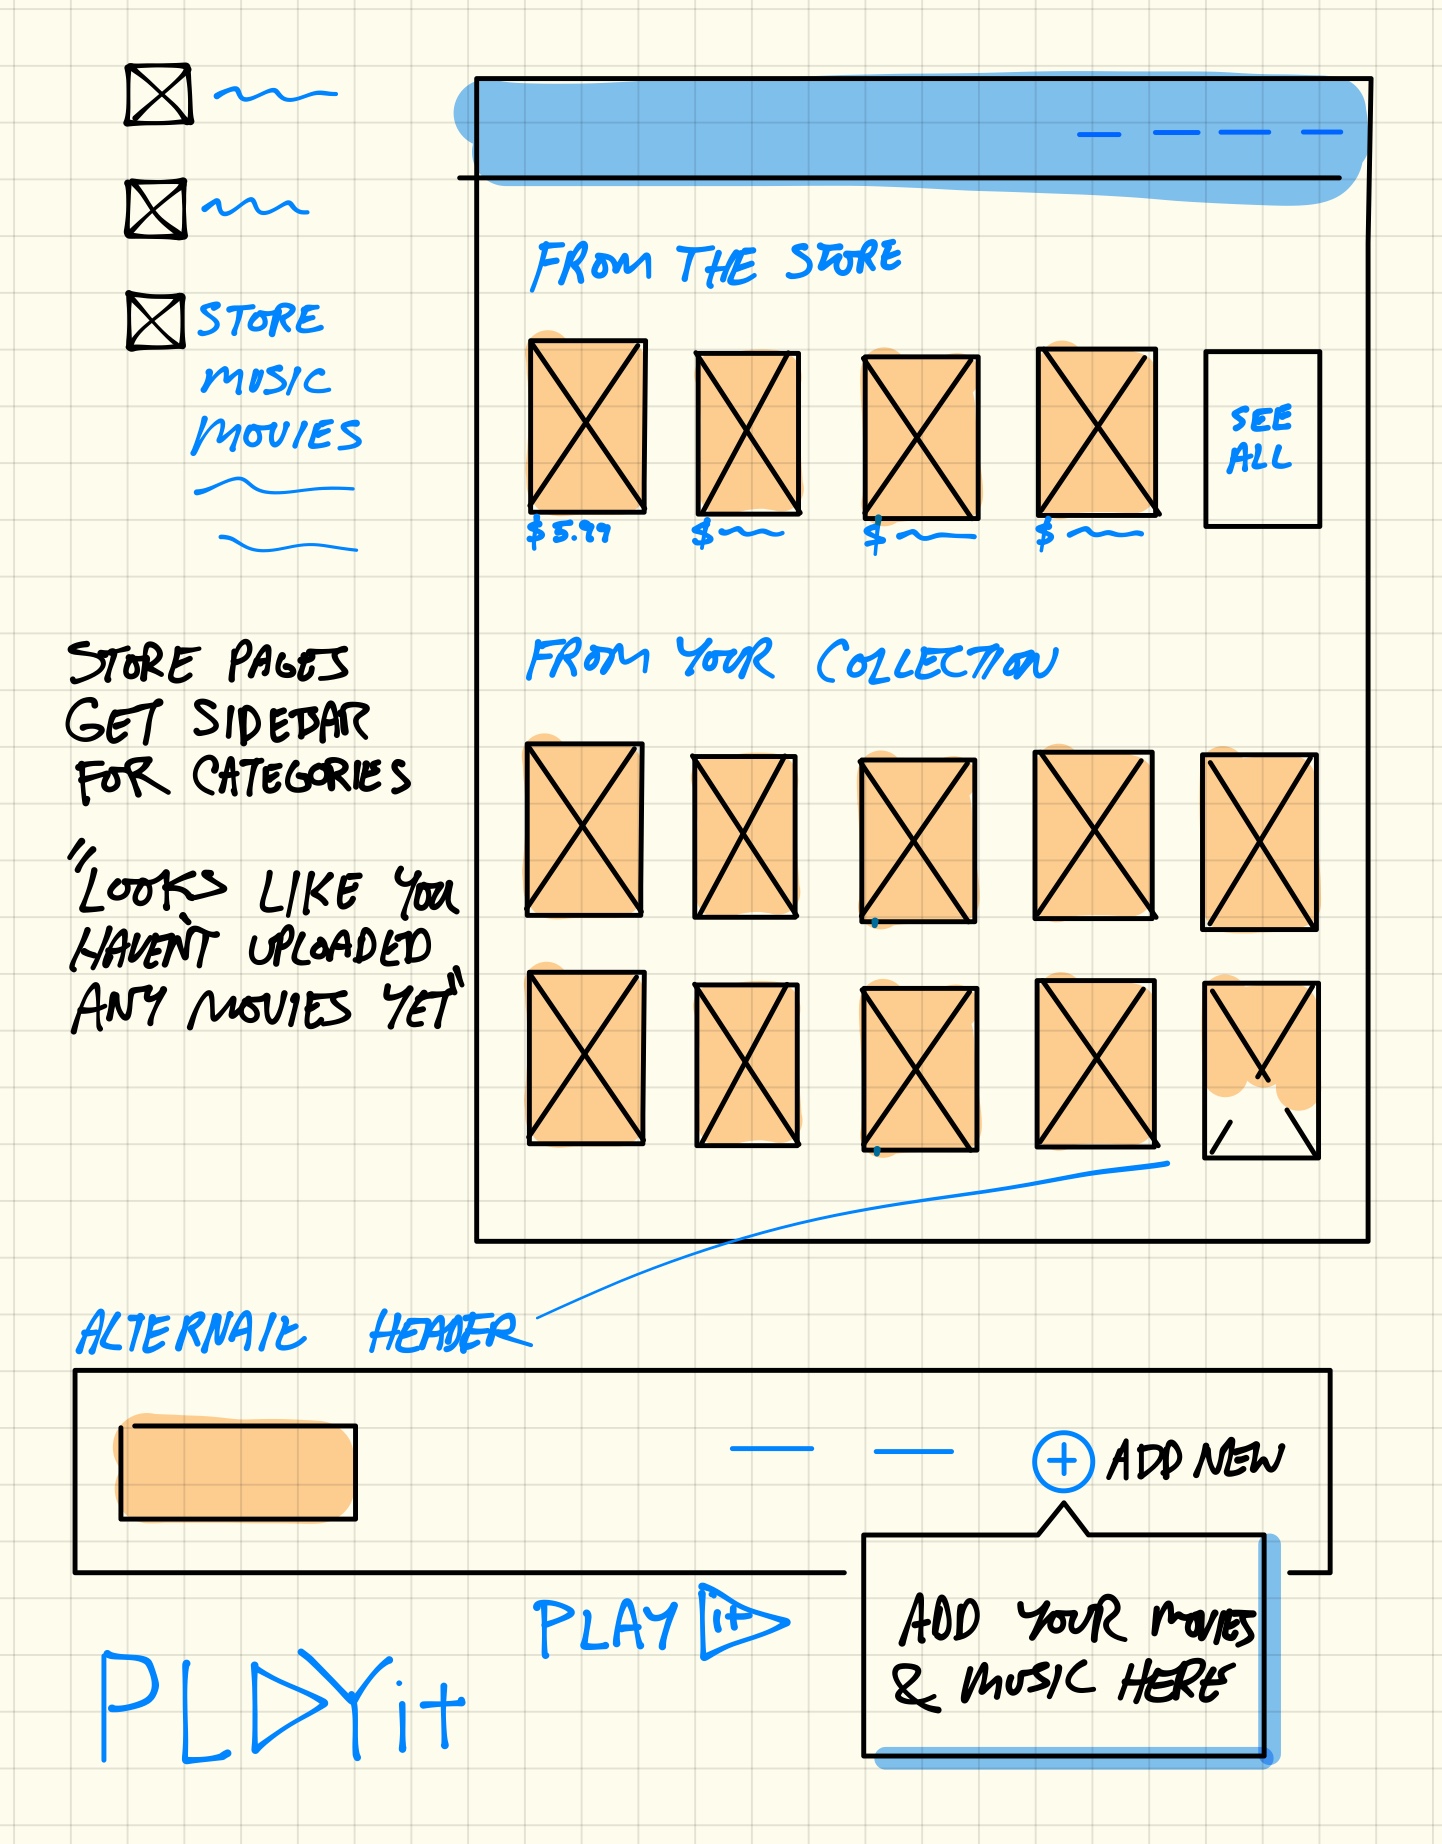 STORE
MUSIC
MOVIES
STORE PAGES
GET SIDEBAR
FOR CATEGORIES
"LOOKS LIKE YOU
HAVEN'T UPLOADED
ANY MOVIES YET"
FROM THE STORE
SEE
ALL
$5.99
$
$
$
FROM YOUR COLLECTION
ALTERNATE HEADER
+ ADD NEW
ADD YOUR MOVIES
& MUSIC HERE
PLAY it
PL▷Yit